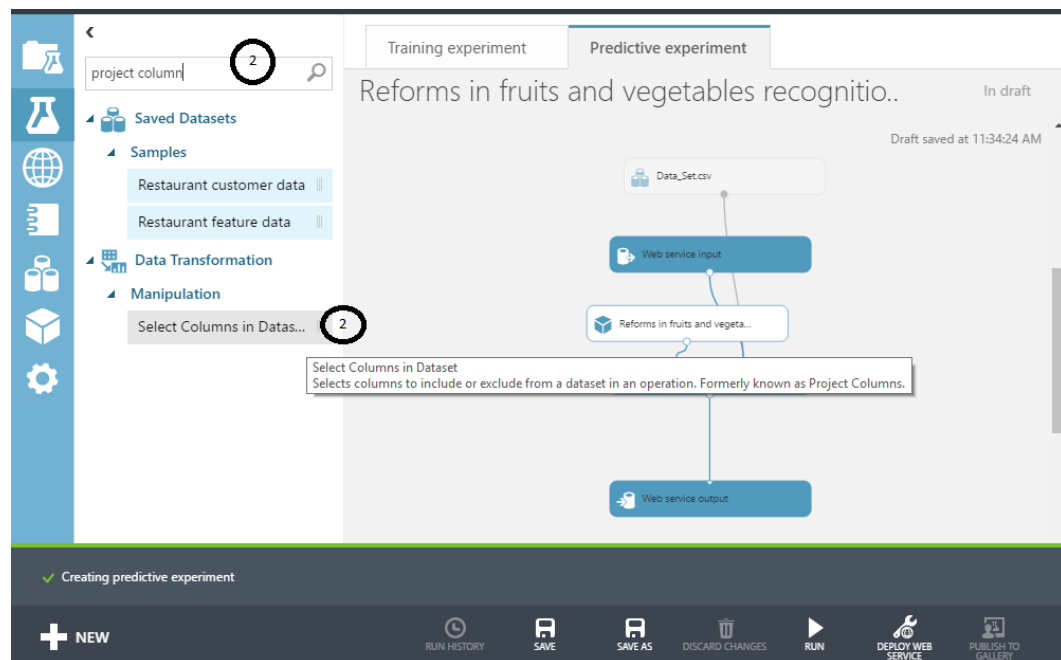 project column
2
Saved Datasets
Samples
Restaurant customer data
Restaurant feature data
Data Transformation
Manipulation
Select Columns in Datas...
2
Training experiment
Predictive experiment
Reforms in fruits and vegetables recognitio..
In draft
Draft saved at 11:34:24 AM
Data_Set.csv
Web service input
Reforms in fruits and vegeta...
Select Columns in Dataset
Selects columns to include or exclude from a dataset in an operation. Formerly known as Project Columns.
Web service output
Creating predictive experiment
NEW
RUN HISTORY
SAVE
SAVE AS
DISCARD CHANGES
RUN
DEPLOY WEB
SERVICE
PUBLISH TO
GALLERY